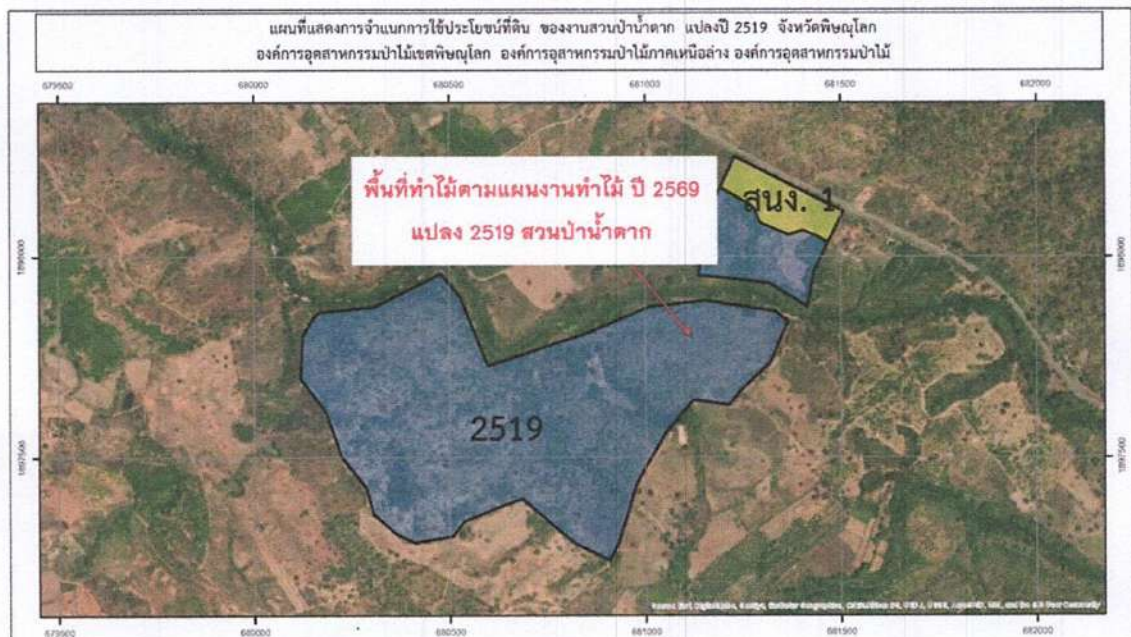 แผนที่แสดงการจำแนกการใช้ประโยชน์ที่ดิน ของงานสวนป่าน้ำตาก แปลงปี 2519 จังหวัดพิษณุโลก
องค์การอุตสาหกรรมป่าไม้เขตพิษณุโลก องค์การอุสาหกรรมป่าไม้ภาคเหนือล่าง องค์การอุตสาหกรรมป่าไม้
679500 680000 680500 681000 681500 682000
พื้นที่ทำไม้ตามแผนงานทำไม้ ปี 2569
แปลง 2519 สวนป่าน้ำตาก
สนง. 1
1898000 1898000
2519
1897500 1897500
679500 680000 680500 681000 681500 682000